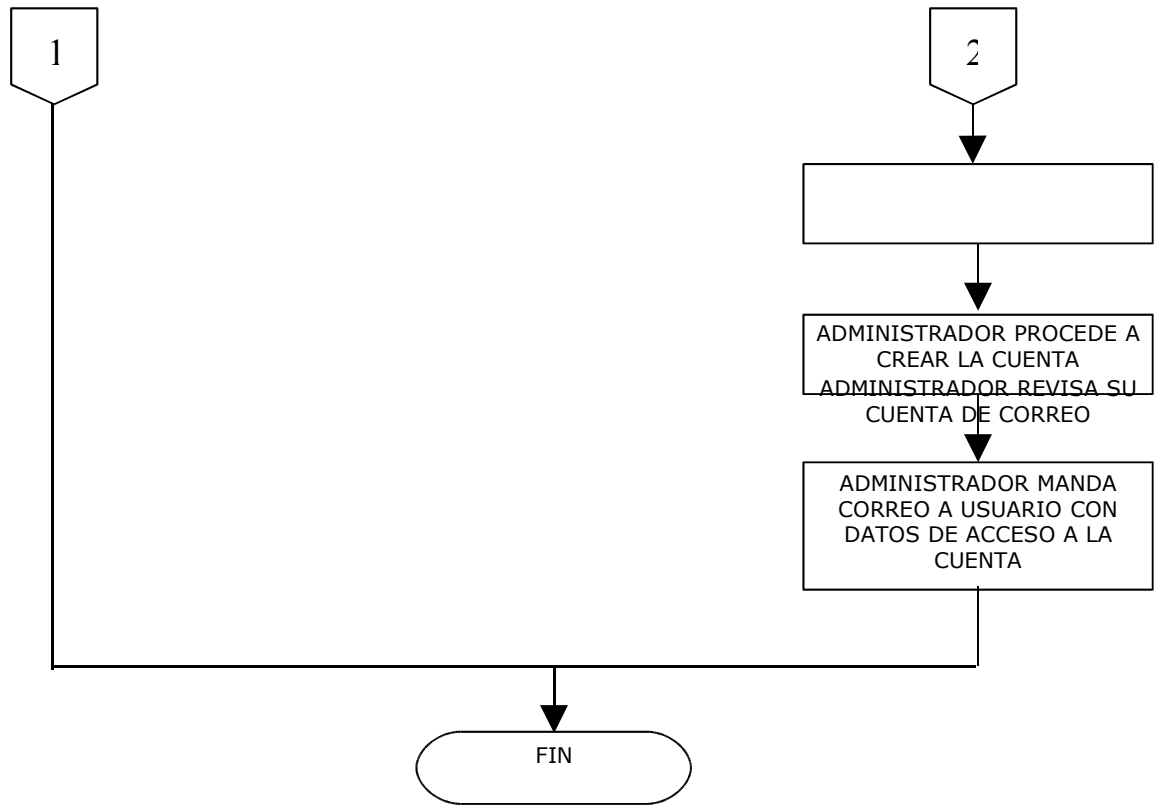 1
2
ADMINISTRADOR PROCEDE A
CREAR LA CUENTA
ADMINISTRADOR REVISA SU
CUENTA DE CORREO
ADMINISTRADOR MANDA
CORREO A USUARIO CON
DATOS DE ACCESO A LA
CUENTA
FIN